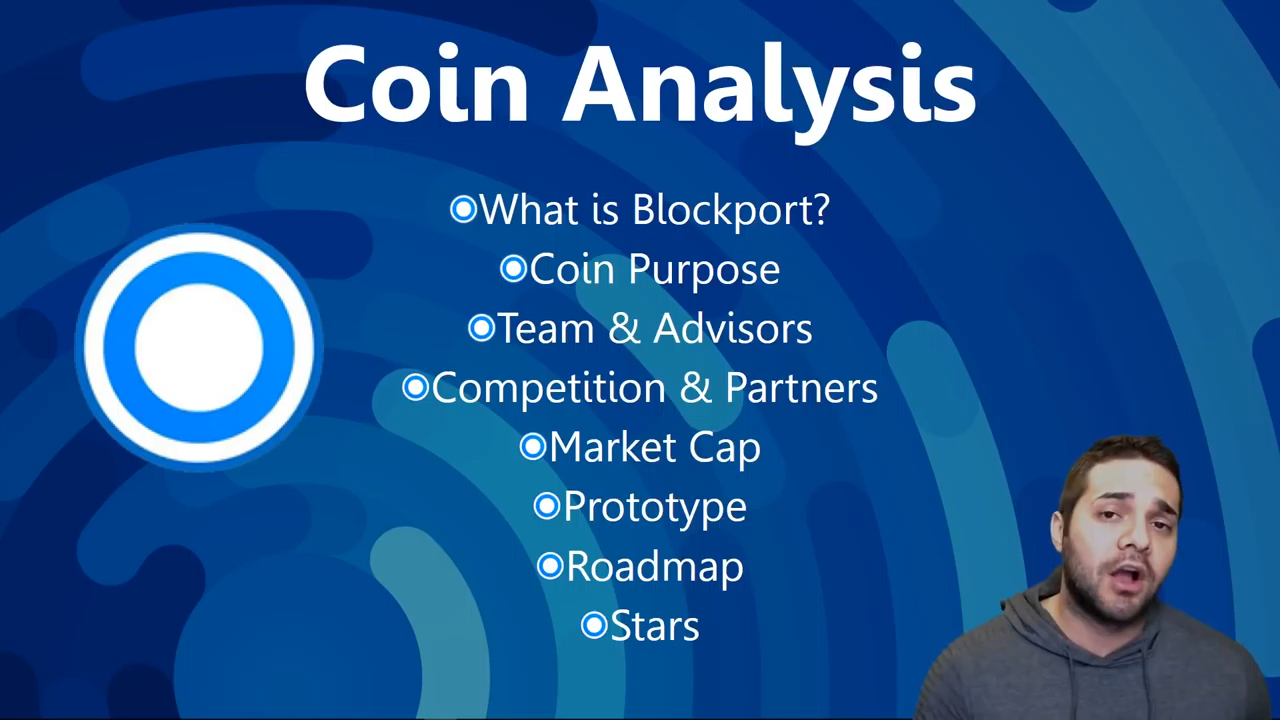 Coin Analysis
What is Blockport?
Coin Purpose
Team & Advisors
Competition & Partners
Market Cap
Prototype
Roadmap
Stars